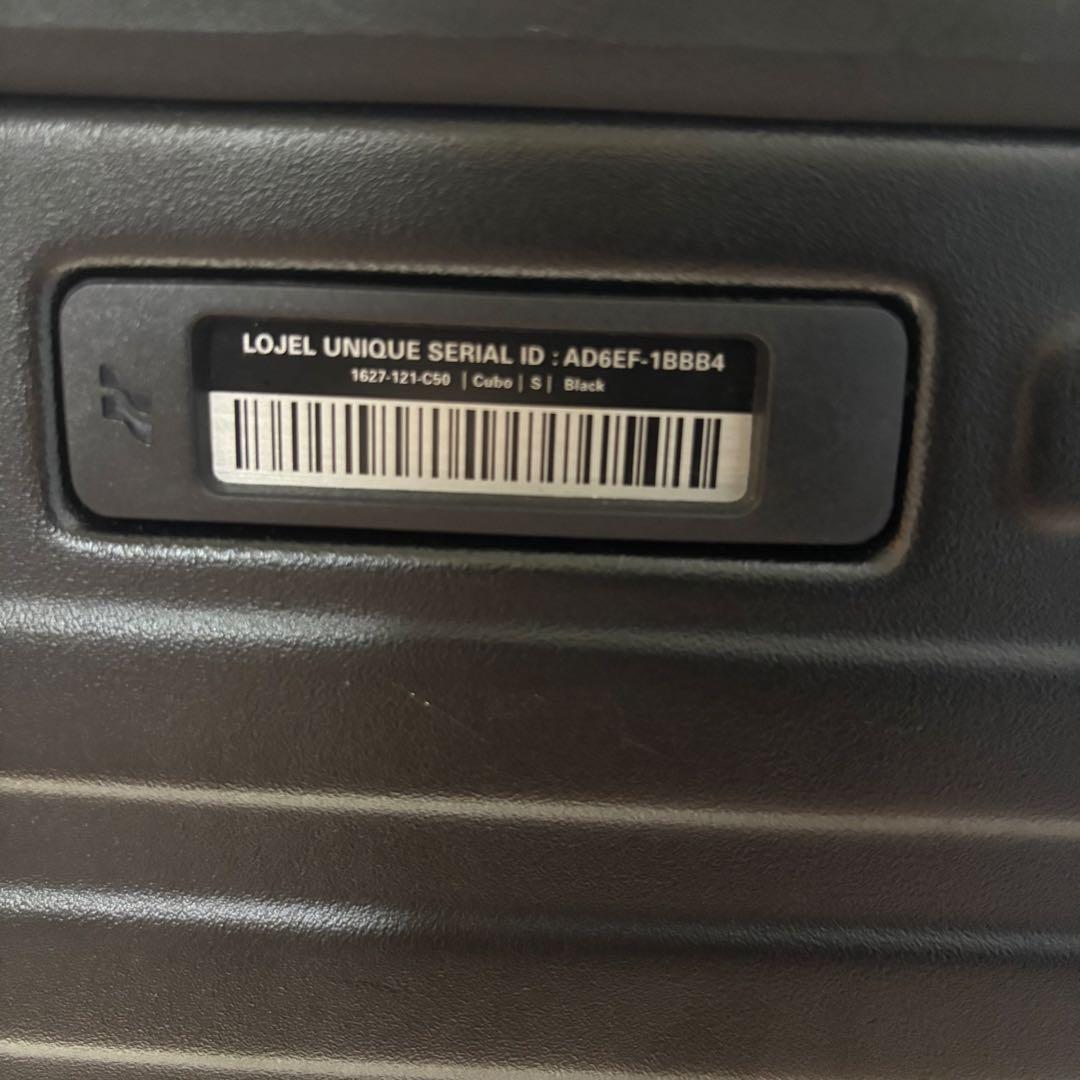 LOJEL UNIQUE SERIAL ID : AD6EF-1BBB4
1627-121-C50 | Cubo | S | Black